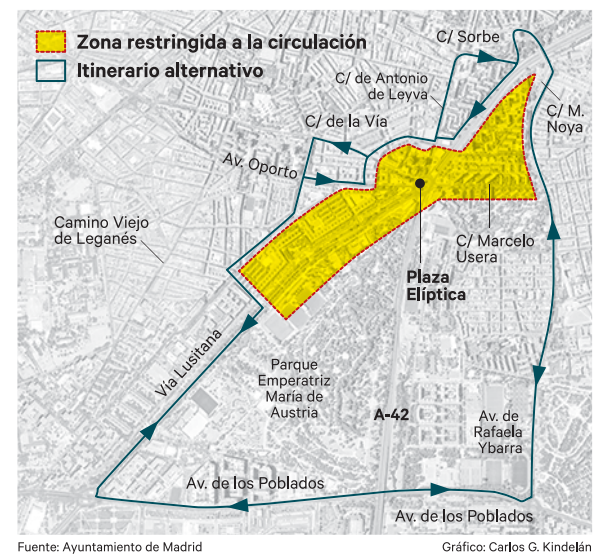 Zona restringida a la circulación
Itinerario alternativo
C/ Sorbe
C/ de Antonio
de Leyva
C/ M.
Noya
C/ de la Vía
Av. Oporto
Camino Viejo
de Leganés
C/ Marcelo
Usera
Plaza
Elíptica
Vía Lusitana
Parque
Emperatriz
María de
Austria
A-42
Av. de
Rafaela
Ybarra
Av. de los Poblados
Av. de los Poblados
Fuente: Ayuntamiento de Madrid
Gráfico: Carlos G. Kindelán